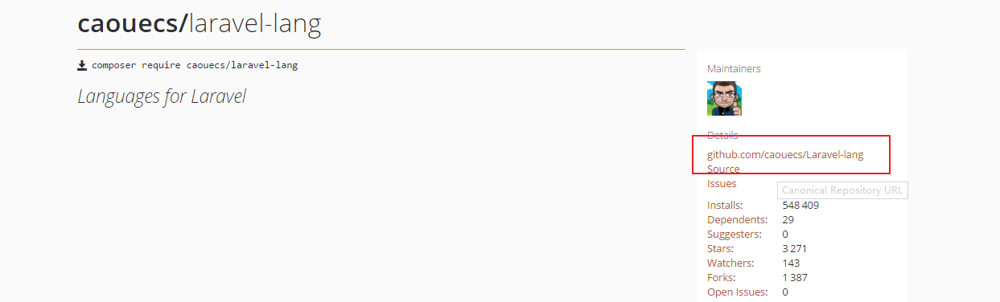 caouecs/laravel-lang
composer require caouecs/laravel-lang
Languages for Laravel
Maintainers
Details
github.com/caouecs/Laravel-lang
Source
Issues
Canonical Repository URL
Installs: 548 409
Dependents: 29
Suggesters: 0
Stars: 3 271
Watchers: 143
Forks: 1 387
Open Issues: 0